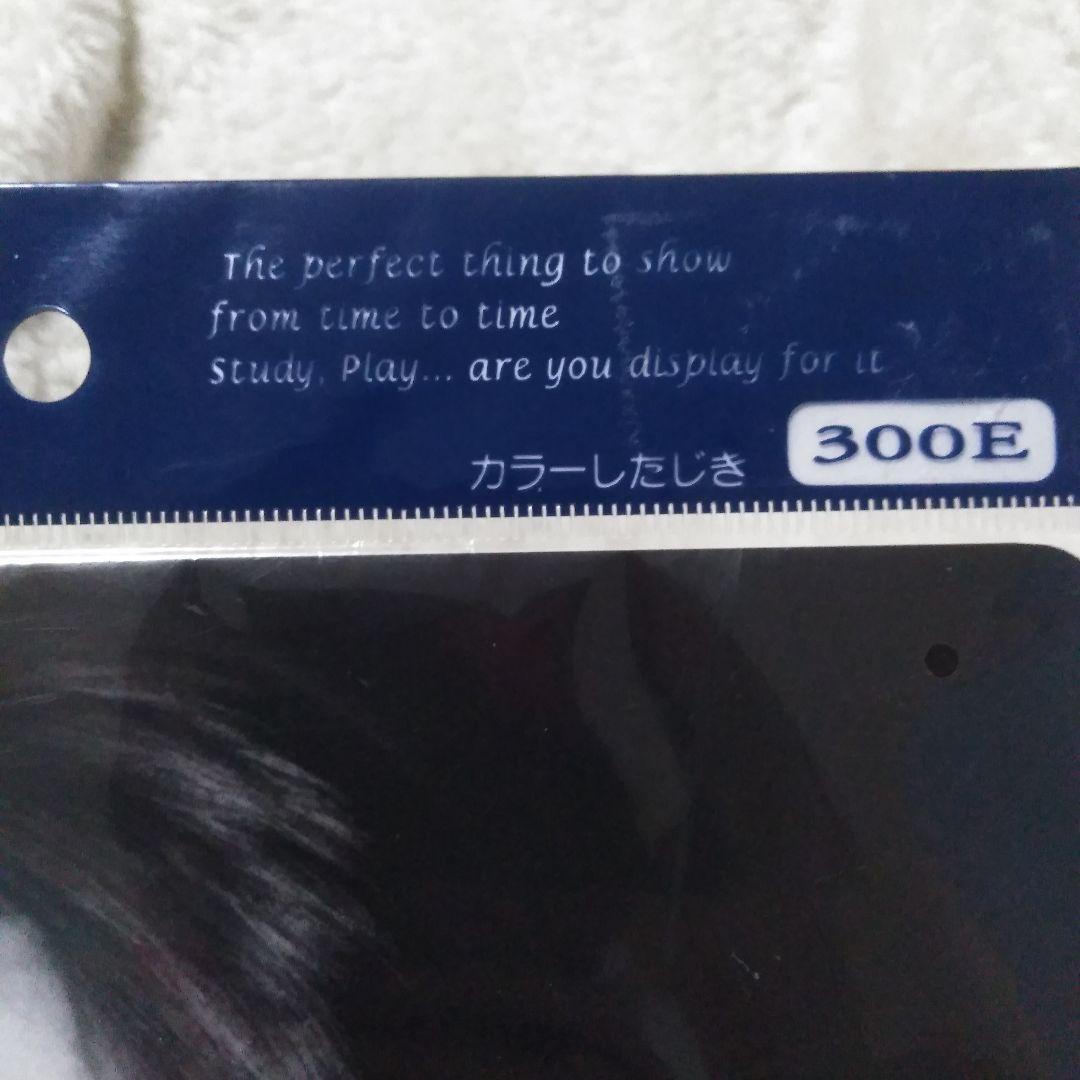 The perfect thing to show
from time to time
Study, Play... are you display for it
カラーしたじき
300E